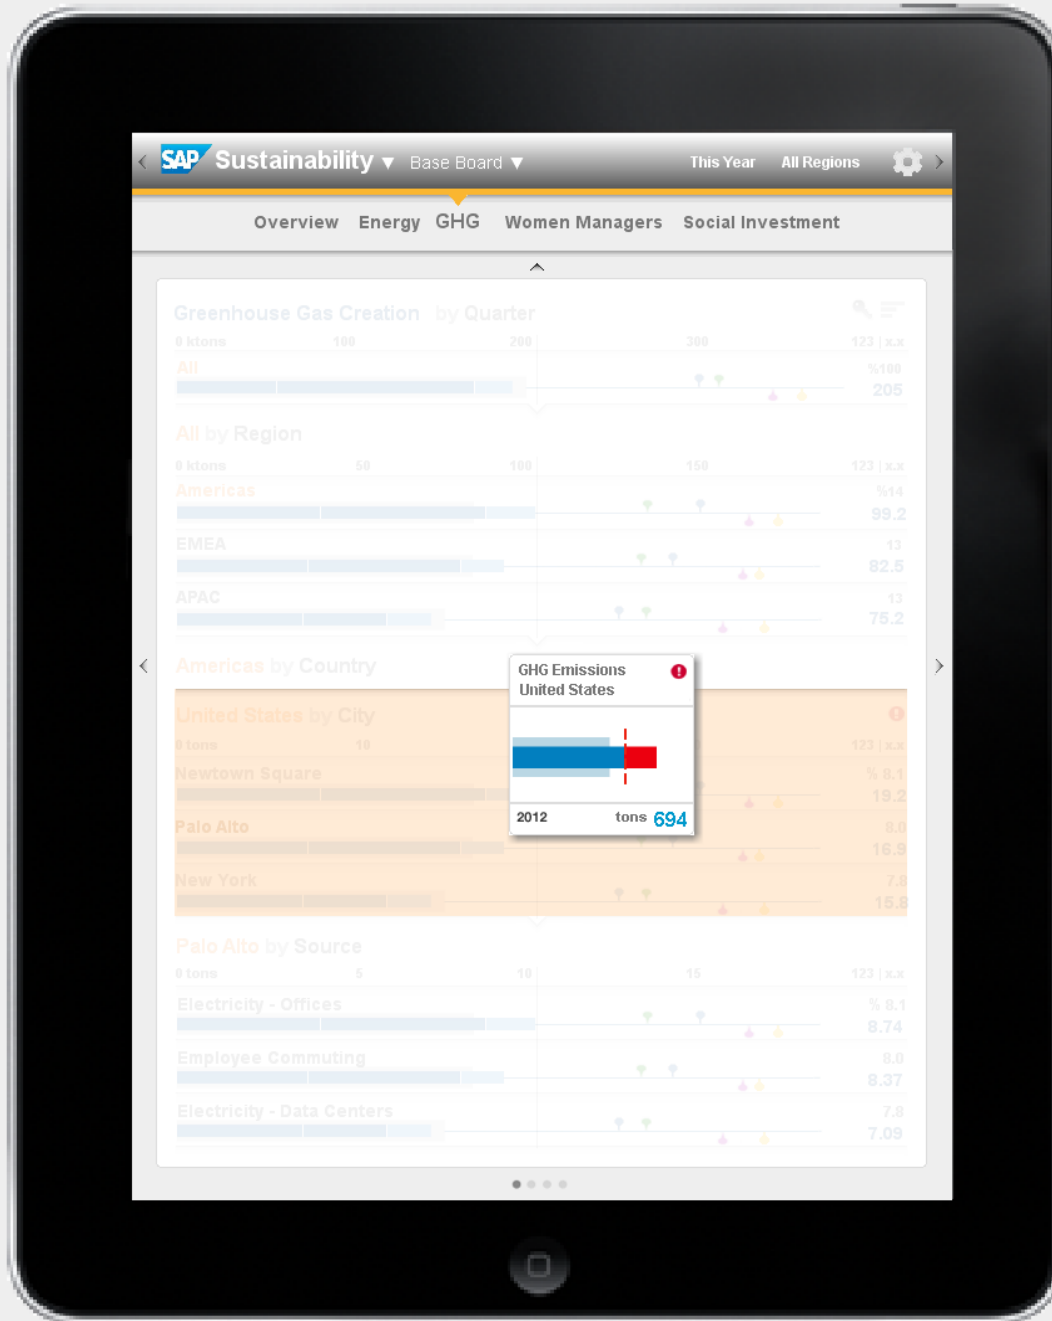 SAP Sustainability ▼ Base Board ▼ This Year All Regions
Overview Energy GHG Women Managers Social Investment
Greenhouse Gas Creation by Quarter
0 ktons 100 200 300 123 | x.x
All %100
205
All by Region
0 ktons 50 100 150 123 | x.x
Americas %14
99.2
EMEA 13
82.5
APAC 13
75.2
Americas by Country
GHG Emissions
United States
2012 tons 694
United States by City
0 tons 10 123 | x.x
Newtown Square % 8.1
19.2
Palo Alto 8.0
16.9
New York 7.8
15.8
Palo Alto by Source
0 tons 5 10 15 123 | x.x
Electricity - Offices % 8.1
8.74
Employee Commuting 8.0
8.37
Electricity - Data Centers 7.8
7.09